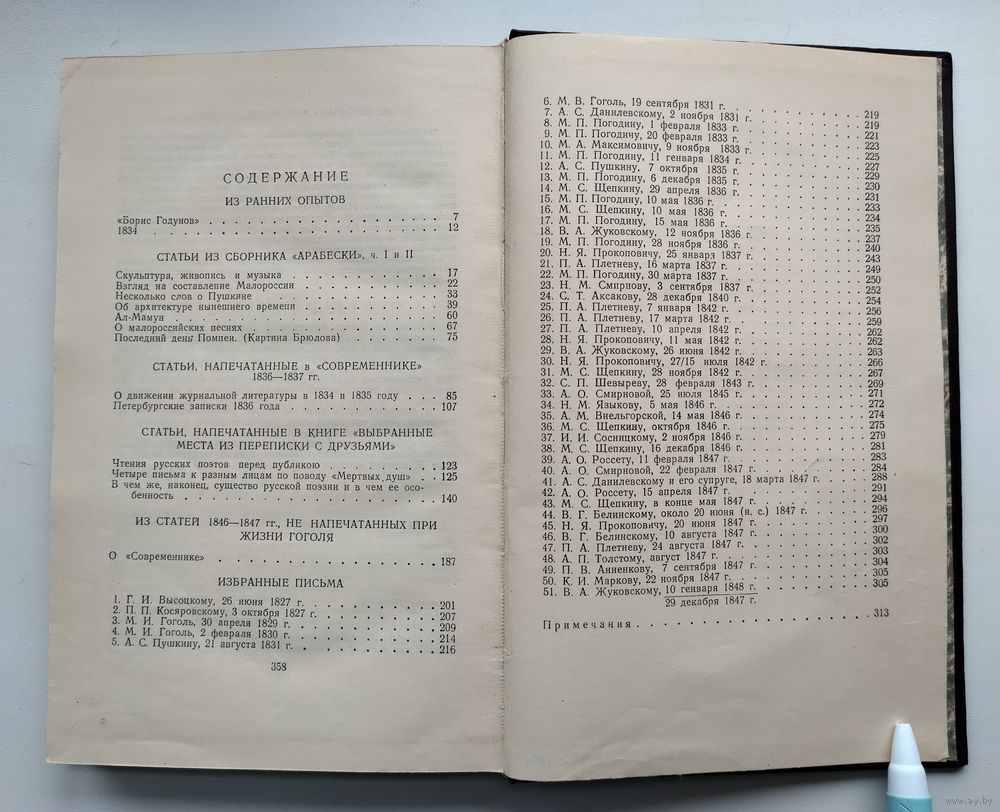 СОДЕРЖАНИЕ
ИЗ РАННИХ ОПЫТОВ
«Борис Годунов» . . . 7
1834 . . . 12
СТАТЬИ ИЗ СБОРНИКА «АРАБЕСКИ», ч. I и II
Скульптура, живопись и музыка . . . 17
Взгляд на составление Малороссии . . . 22
Несколько слов о Пушкине . . . 33
Об архитектуре нынешнего времени . . . 39
Ал-Мамун . . . 60
О малороссийских песнях . . . 67
Последний день Помпеи. (Картина Брюлова) . . . 75
СТАТЬИ, НАПЕЧАТАННЫЕ в «СОВРЕМЕННИКЕ»
1836—1837 гг.
О движении журнальной литературы в 1834 и 1835 году . . . 85
Петербургские записки 1836 года . . . 107
СТАТЬИ, НАПЕЧАТАННЫЕ В КНИГЕ «ВЫБРАННЫЕ
МЕСТА ИЗ ПЕРЕПИСКИ С ДРУЗЬЯМИ»
Чтения русских поэтов перед публикою . . . 123
Четыре письма к разным лицам по поводу «Мертвых душ» . . 125
В чем же, наконец, существо русской поэзии и в чем ее осо-
бенность . . . 140
ИЗ СТАТЕЙ 1846—1847 гг., НЕ НАПЕЧАТАННЫХ ПРИ
ЖИЗНИ ГОГОЛЯ
О «Современнике» . . . 187
ИЗБРАННЫЕ ПИСЬМА
1. Г. И. Высоцкому, 26 июня 1827 г. . . . 201
2. П. П. Косяровскому, 3 октября 1827 г. . . . 207
3. М. И. Гоголь, 30 апреля 1829 г. . . . 209
4. М. И. Гоголь, 2 февраля 1830 г. . . . 214
5. А. С. Пушкину, 21 августа 1831 г. . . . 216
358
6. М. В. Гоголь, 19 сентября 1831 г. . . . 219
7. А. С. Данилевскому, 2 ноября 1831 г. . . . 219
8. М. П. Погодину, 1 февраля 1833 г. . . . 221
9. М. П. Погодичу, 20 февраля 1833 г. . . . 223
10. М. А. Максимовичу, 9 ноября 1833 г. . . . 225
11. М. П. Погодину, 11 генваря 1834 г. . . . 227
12. А. С. Пушкину, 7 октября 1835 г. . . . 229
13. М. П. Погодину, 6 декабря 1835 г. . . . 230
14. М. С. Щепкину, 29 апреля 1836 г. . . . 231
15. М. П. Погодину, 10 мая 1836 г. . . . 233
16. М. С. Щепкину, 10 мая 1836 г. . . . 234
17. М. П. Погодину, 15 мая 1836 г. . . . 235
18. В. А. Жуковскому, 12 ноября 1836 г. . . . 237
19. М. П. Погодину, 28 ноября 1836 г. . . . 240
20. Н. Я. Прокоповичу, 25 января 1837 г. . . . 243
21. П. А. Плетневу, 16 марта 1837 г. . . . 249
22. М. П. Погодину, 30 марта 1837 г. . . . 250
23. Н. М. Смирнову, 3 сентября 1837 г. . . . 252
24. С. Т. Аксакову, 28 декабря 1840 г. . . . 254
25. П. А. Плетневу, 7 января 1842 г. . . . 256
26. П. А. Плетневу, 17 марта 1842 г. . . . 259
27. П. А. Плетневу, 10 апреля 1842 г. . . . 262
28. Н. Я. Прокоповичу, 11 мая 1842 г. . . . 262
29. В. А. Жуковскому, 26 июня 1842 г. . . . 263
30. Н. Я. Прокоповичу, 27/15 июля 1842 г. . . . 266
31. М. С. Щепкину, 28 ноября 1842 г. . . . 267
32. С. П. Шевыреву, 28 февраля 1843 г. . . . 269
33. А. О. Смирновой, 25 июля 1845 г. . . . 271
34. Н. М. Языкову, 5 мая 1846 г. . . . 272
35. А. М. Виельгорской, 14 мая 1846 г. . . . 274
36. М. С. Щепкину, октября 1846 г. . . . 275
37. И. И. Сосницкому, 2 ноября 1846 г. . . . 279
38. М. С. Щепкину, 16 декабря 1846 г. . . . 281
39. А. О. Россету, 11 февраля 1847 г. . . . 283
40. А. О. Смирновой, 22 февраля 1847 г. . . . 284
41. А. С. Данилевскому и его супруге, 18 марта 1847 г. . . . 288
42. А. О. Россету, 15 апреля 1847 г. . . . 291
43. М. С. Щепкину, в конце мая 1847 г. . . . 294
44. В. Г. Белинскому, около 20 июня (н. с.) 1847 г. . . . 296
45. Н. Я. Прокоповичу, 20 июня 1847 г. . . . 297
46. В. Г. Белинскому, 10 августа 1847 г. . . . 300
47. П. А. Плетневу, 24 августа 1847 г. . . . 302
48. А. П. Толстому, август 1847 г. . . . 303
49. П. В. Анненкову, 7 сентября 1847 г. . . . 304
50. К. И. Маркову, 22 ноября 1847 г. . . . 305
51. В. А. Жуковскому, 10 генваря 1848 г. . . . 305
29 декабря 1847 г.
Примечания . . . 313
www.ay.by